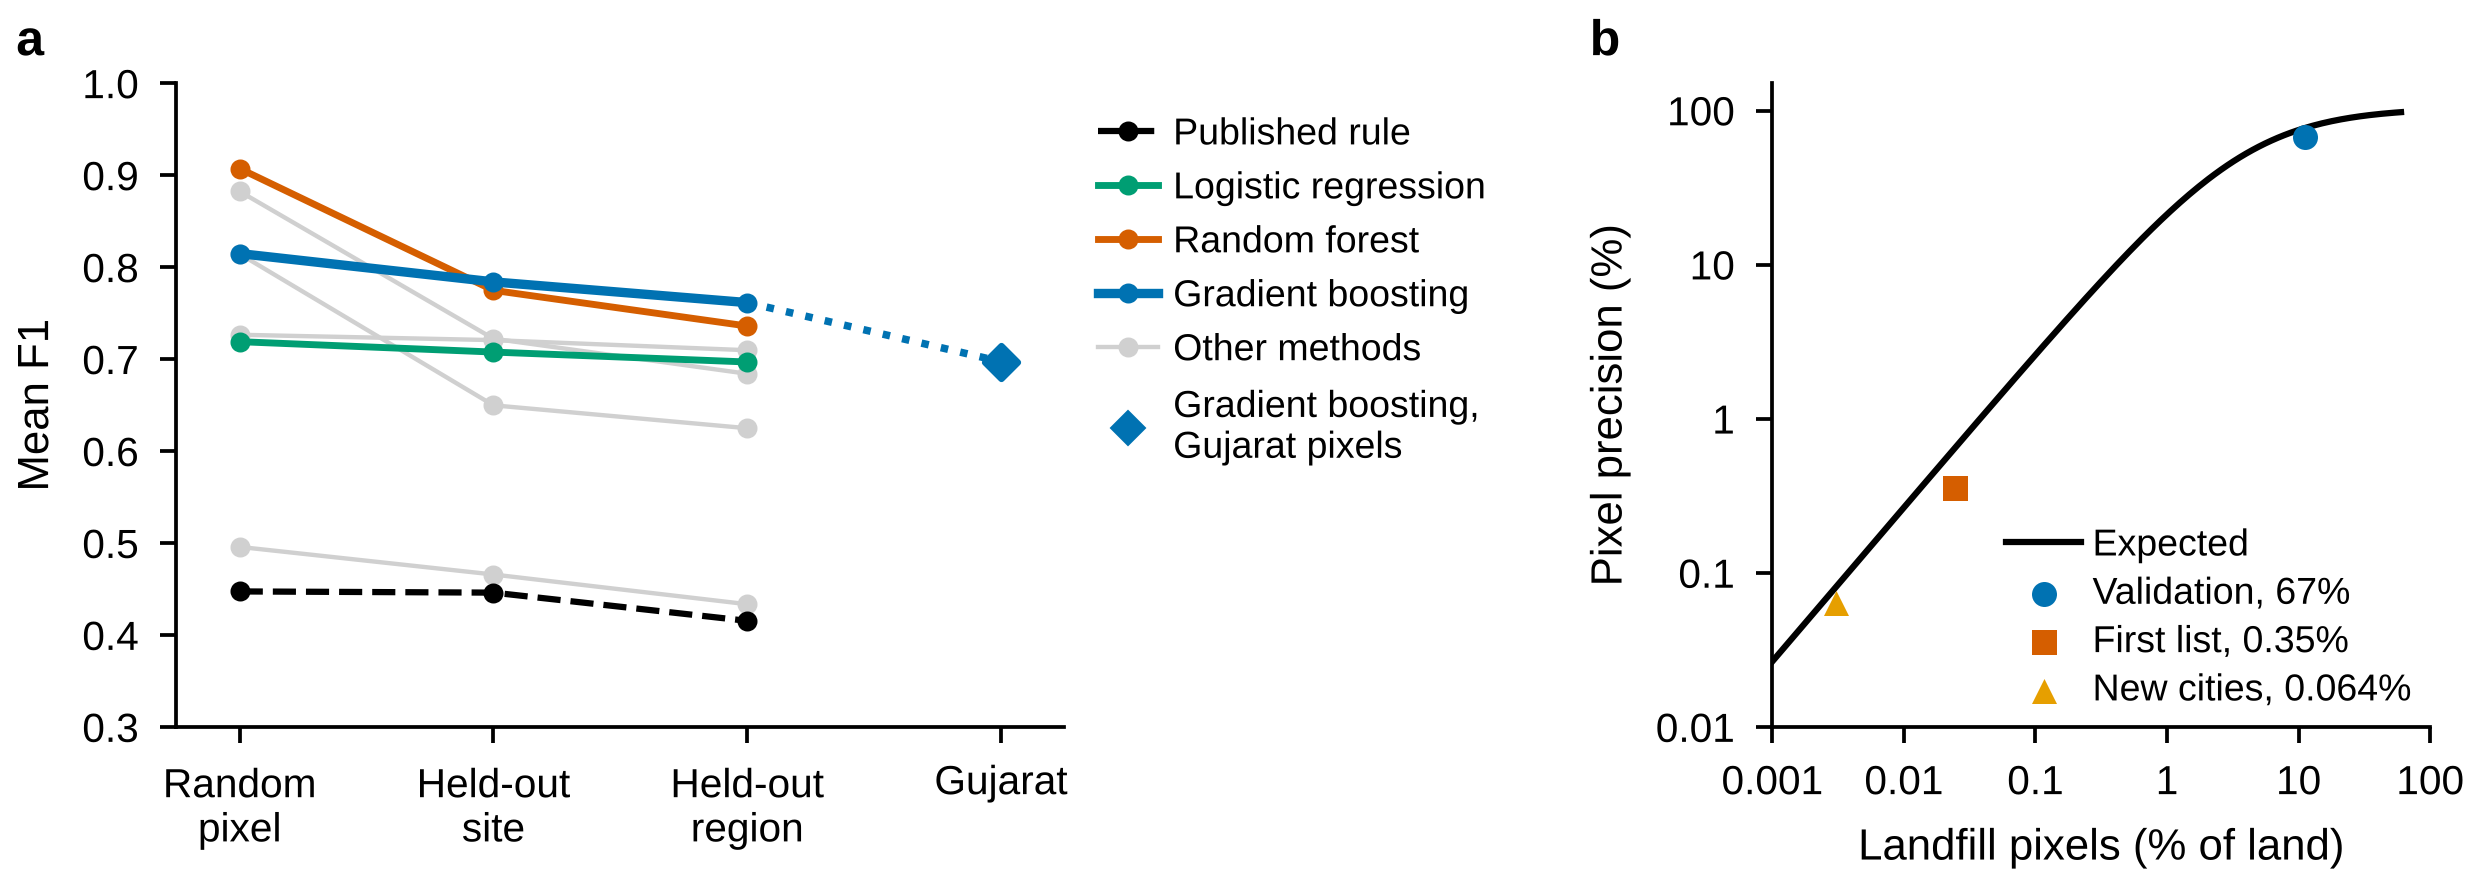 a
1.0
0.9
0.8
0.7
0.6
0.5
0.4
0.3
Mean F1
Random
pixel
Held-out
site
Held-out
region
Gujarat
Published rule
Logistic regression
Random forest
Gradient boosting
Other methods
Gradient boosting,
Gujarat pixels
b
100
10
1
0.1
0.01
Pixel precision (%)
Expected
Validation, 67%
First list, 0.35%
New cities, 0.064%
0.001 0.01 0.1 1 10 100
Landfill pixels (% of land)